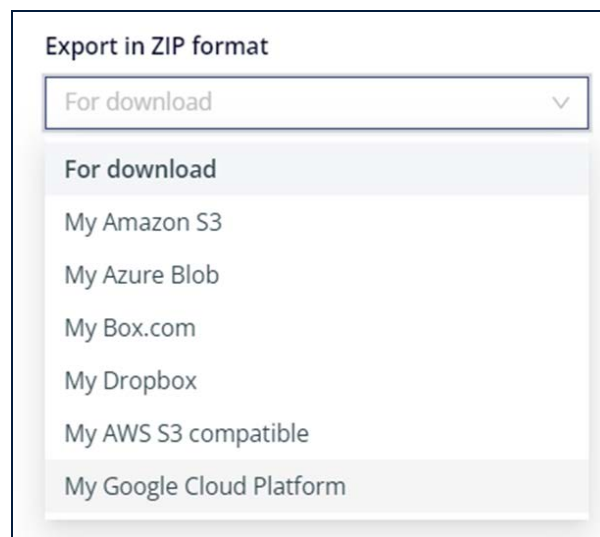 Export in ZIP format
For download
For download
My Amazon S3
My Azure Blob
My Box.com
My Dropbox
My AWS S3 compatible
My Google Cloud Platform